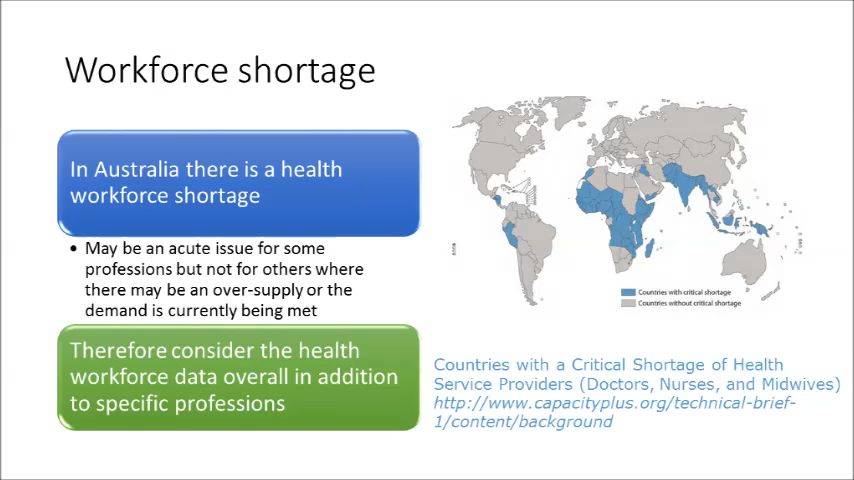 Workforce shortage
In Australia there is a health
workforce shortage
• May be an acute issue for some
professions but not for others where
there may be an over-supply or the
demand is currently being met
Therefore consider the health
workforce data overall in addition
to specific professions
Countries with critical shortage
Countries without critical shortage
Countries with a Critical Shortage of Health
Service Providers (Doctors, Nurses, and Midwives)
http://www.capacityplus.org/technical-brief-
1/content/background